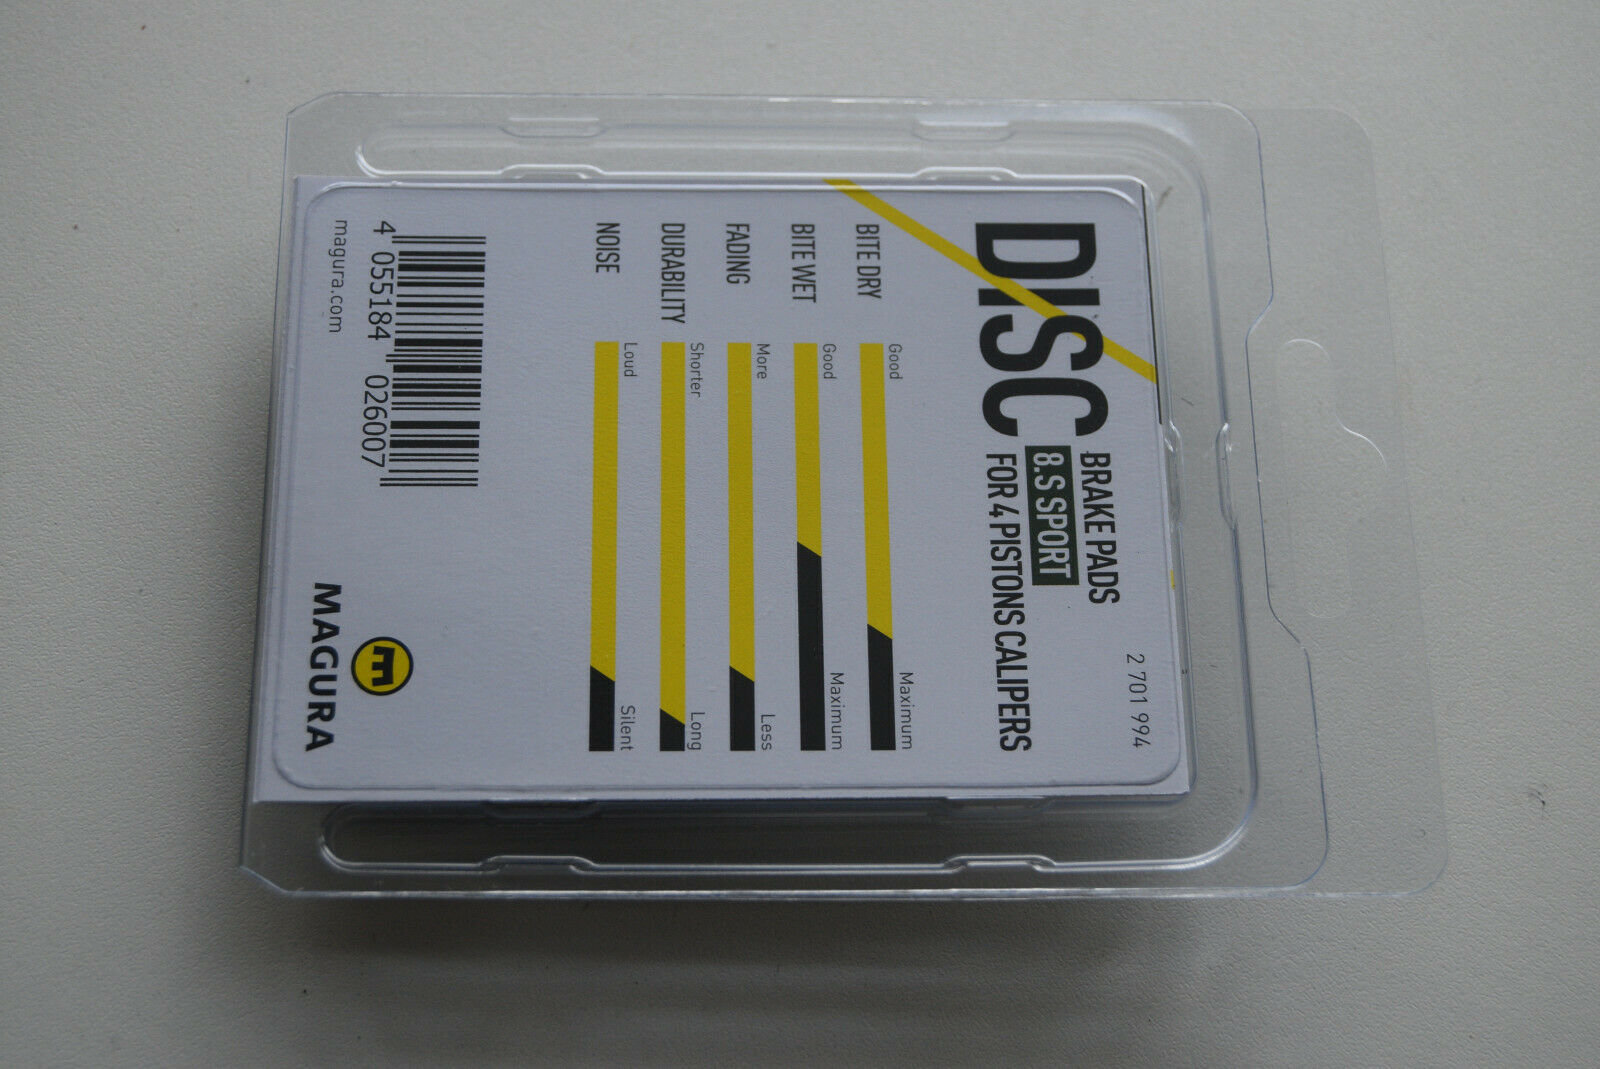 2 701 994
DISC
BRAKE PADS
8.S SPORT
FOR 4 PISTONS CALIPERS
BITE DRY
Good
Maximum
BITE WET
Good
Maximum
FADING
More
Less
DURABILITY
Shorter
Long
NOISE
Loud
Silent
4 055184 026007
magura.com
MAGURA